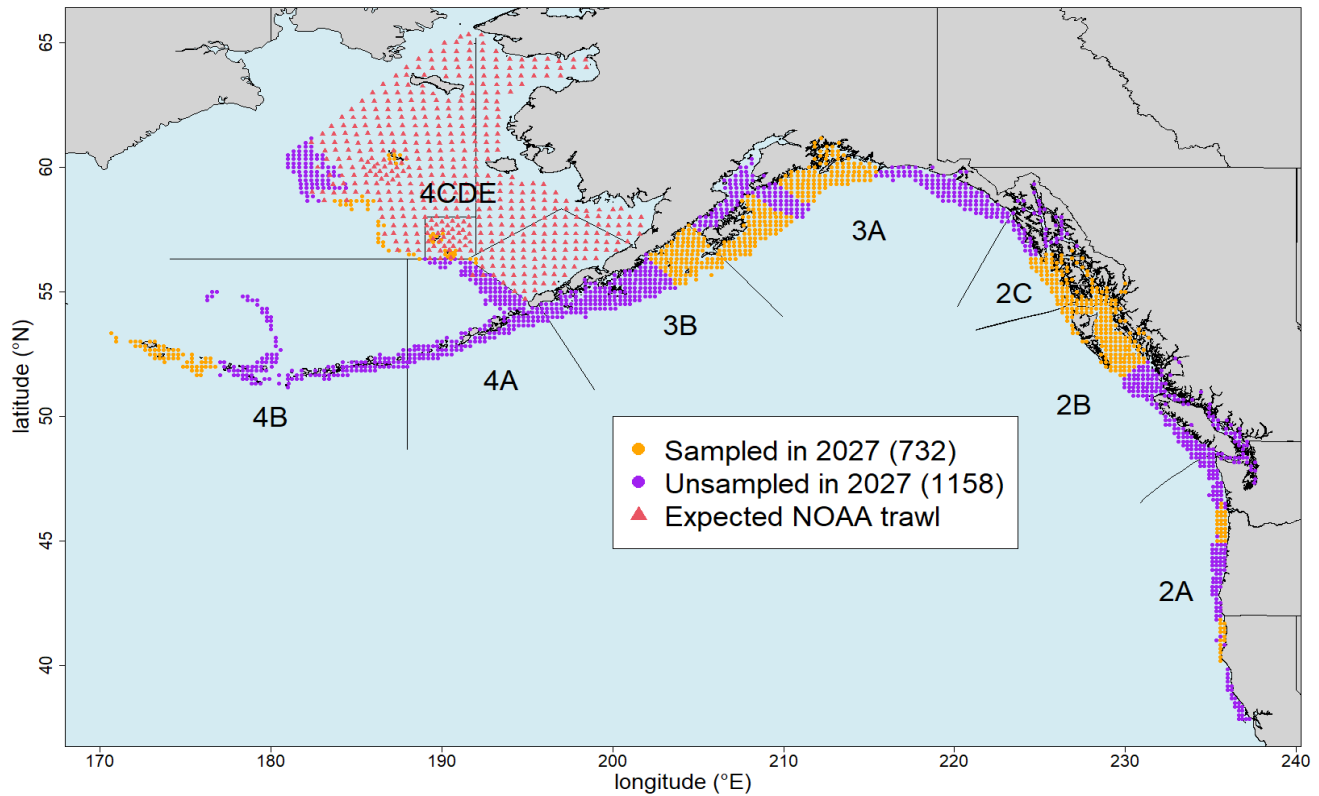 65
60
55
50
45
40
latitude (°N)
4CDE
3A
2C
3B
4A
2B
4B
2A
Sampled in 2027 (732)
Unsampled in 2027 (1158)
Expected NOAA trawl
170
180
190
200
210
220
230
240
longitude (°E)